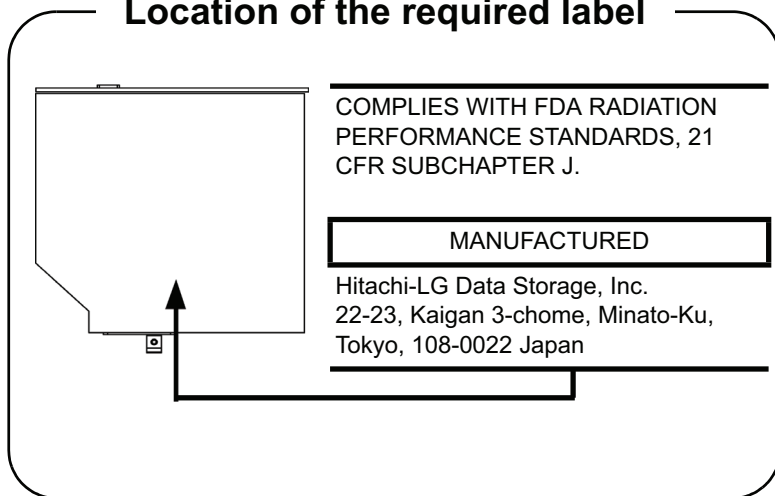 Location of the required label
COMPLIES WITH FDA RADIATION
PERFORMANCE STANDARDS, 21
CFR SUBCHAPTER J.
MANUFACTURED
Hitachi-LG Data Storage, Inc.
22-23, Kaigan 3-chome, Minato-Ku,
Tokyo, 108-0022 Japan